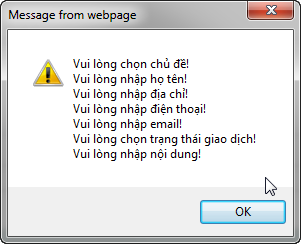 Message from webpage
Vui lòng chọn chủ đề!
Vui lòng nhập họ tên!
Vui lòng nhập địa chỉ!
Vui lòng nhập điện thoại!
Vui lòng nhập email!
Vui lòng chọn trạng thái giao dịch!
Vui lòng nhập nội dung!
OK